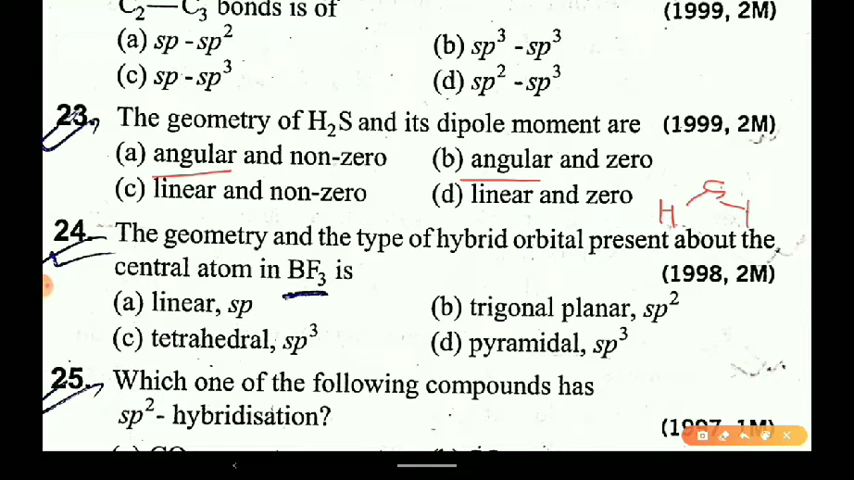 C₂—C₃ bonds is of (1999, 2M)
(a) sp - sp² (b) sp³ - sp³
(c) sp - sp³ (d) sp² - sp³
23. The geometry of H₂S and its dipole moment are (1999, 2M)
(a) angular and non-zero (b) angular and zero
(c) linear and non-zero (d) linear and zero
H S
24. The geometry and the type of hybrid orbital present about the
central atom in BF₃ is (1998, 2M)
(a) linear, sp (b) trigonal planar, sp²
(c) tetrahedral, sp³ (d) pyramidal, sp³
25. Which one of the following compounds has
sp²- hybridisation? (1997, 1M)